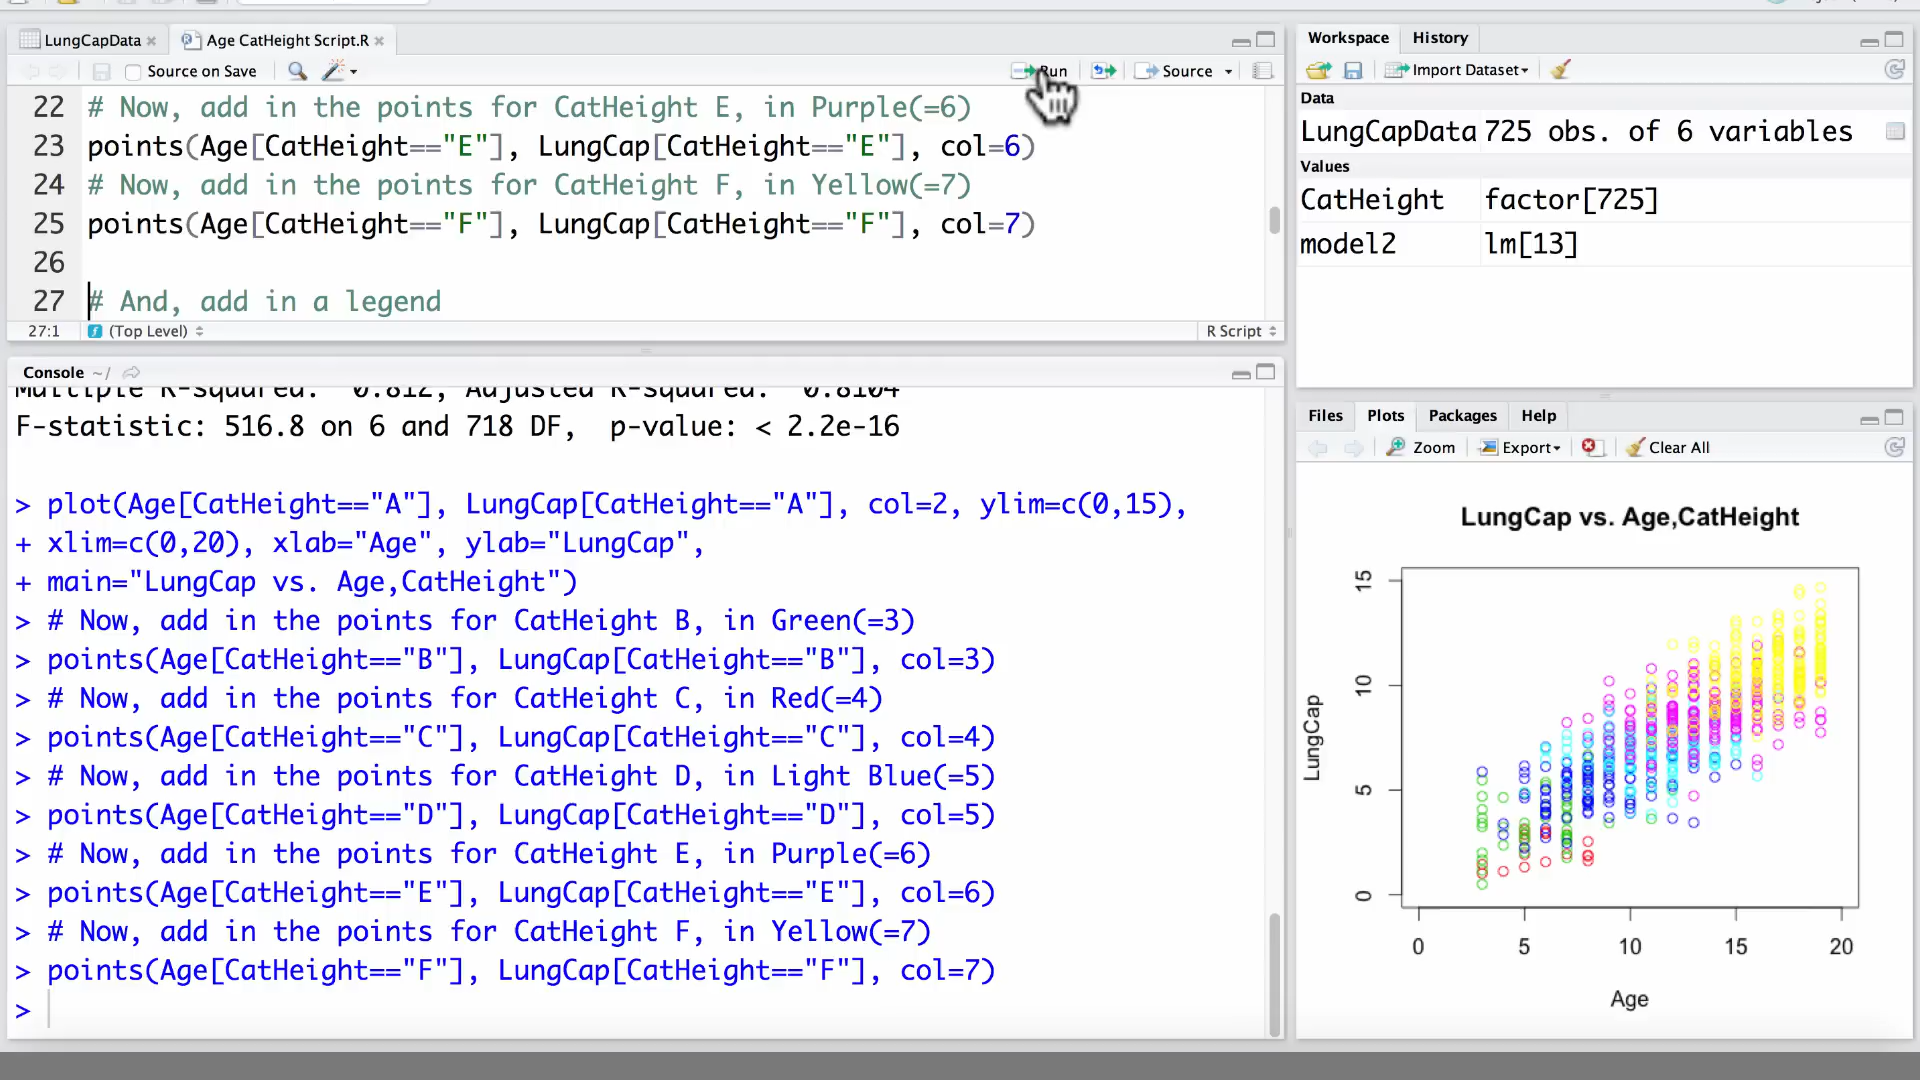 LungCapData
Age CatHeight Script.R
Source on Save
Run
Source
22 # Now, add in the points for CatHeight E, in Purple(=6)
23 points(Age[CatHeight=="E"], LungCap[CatHeight=="E"], col=6)
24 # Now, add in the points for CatHeight F, in Yellow(=7)
25 points(Age[CatHeight=="F"], LungCap[CatHeight=="F"], col=7)
26
27 # And, add in a legend
27:1 (Top Level) R Script
Console ~/
Multiple R-squared: 0.812, Adjusted R-squared: 0.8104
F-statistic: 516.8 on 6 and 718 DF, p-value: < 2.2e-16
> plot(Age[CatHeight=="A"], LungCap[CatHeight=="A"], col=2, ylim=c(0,15),
+ xlim=c(0,20), xlab="Age", ylab="LungCap",
+ main="LungCap vs. Age,CatHeight")
> # Now, add in the points for CatHeight B, in Green(=3)
> points(Age[CatHeight=="B"], LungCap[CatHeight=="B"], col=3)
> # Now, add in the points for CatHeight C, in Red(=4)
> points(Age[CatHeight=="C"], LungCap[CatHeight=="C"], col=4)
> # Now, add in the points for CatHeight D, in Light Blue(=5)
> points(Age[CatHeight=="D"], LungCap[CatHeight=="D"], col=5)
> # Now, add in the points for CatHeight E, in Purple(=6)
> points(Age[CatHeight=="E"], LungCap[CatHeight=="E"], col=6)
> # Now, add in the points for CatHeight F, in Yellow(=7)
> points(Age[CatHeight=="F"], LungCap[CatHeight=="F"], col=7)
>
Workspace History
Import Dataset
Data
LungCapData 725 obs. of 6 variables
Values
CatHeight factor[725]
model2 lm[13]
Files Plots Packages Help
Zoom Export Clear All
LungCap vs. Age,CatHeight
15
10
5
0
LungCap
0 5 10 15 20
Age